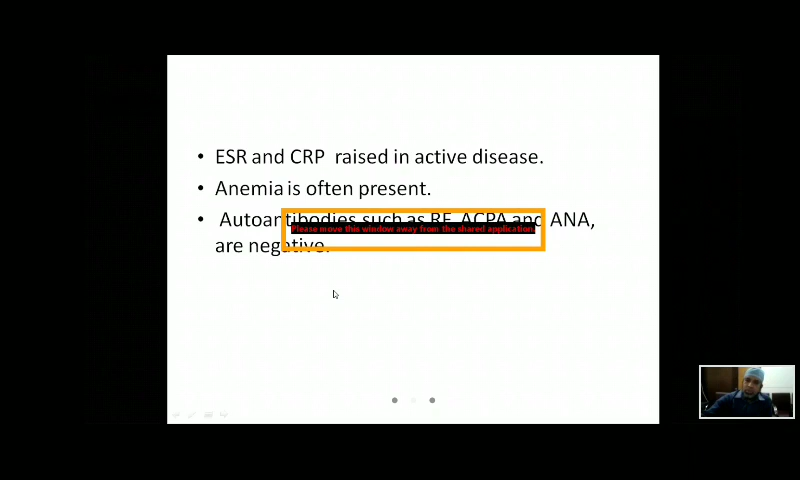 • ESR and CRP raised in active disease.
• Anemia is often present.
• Autoantibodies such as RF, ACPA and ANA,
Please move this window away from the shared application
are negative.